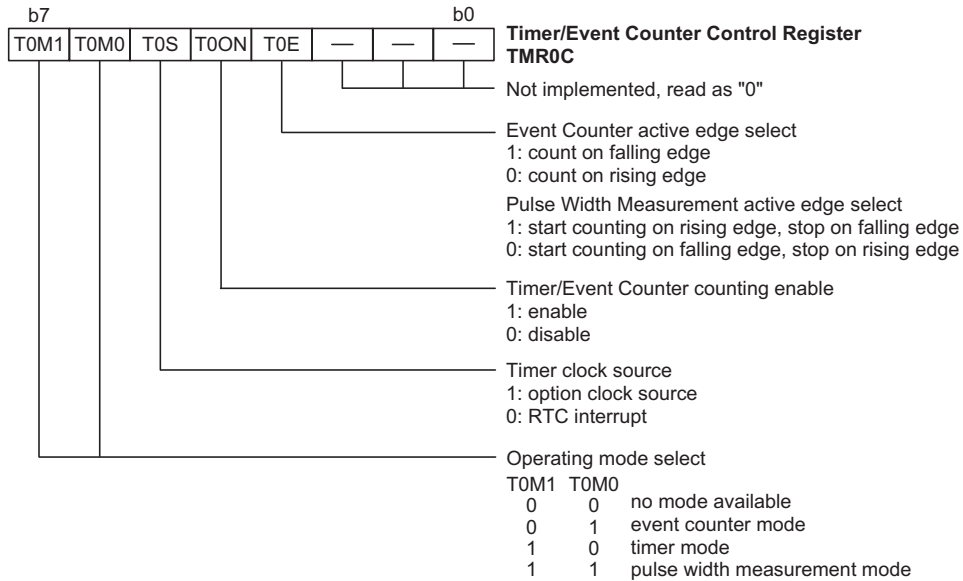 b7 b0
T0M1 T0M0 T0S T0ON T0E — — —
Timer/Event Counter Control Register
TMR0C
Not implemented, read as "0"
Event Counter active edge select
1: count on falling edge
0: count on rising edge
Pulse Width Measurement active edge select
1: start counting on rising edge, stop on falling edge
0: start counting on falling edge, stop on rising edge
Timer/Event Counter counting enable
1: enable
0: disable
Timer clock source
1: option clock source
0: RTC interrupt
Operating mode select
T0M1 T0M0
0 0 no mode available
0 1 event counter mode
1 0 timer mode
1 1 pulse width measurement mode